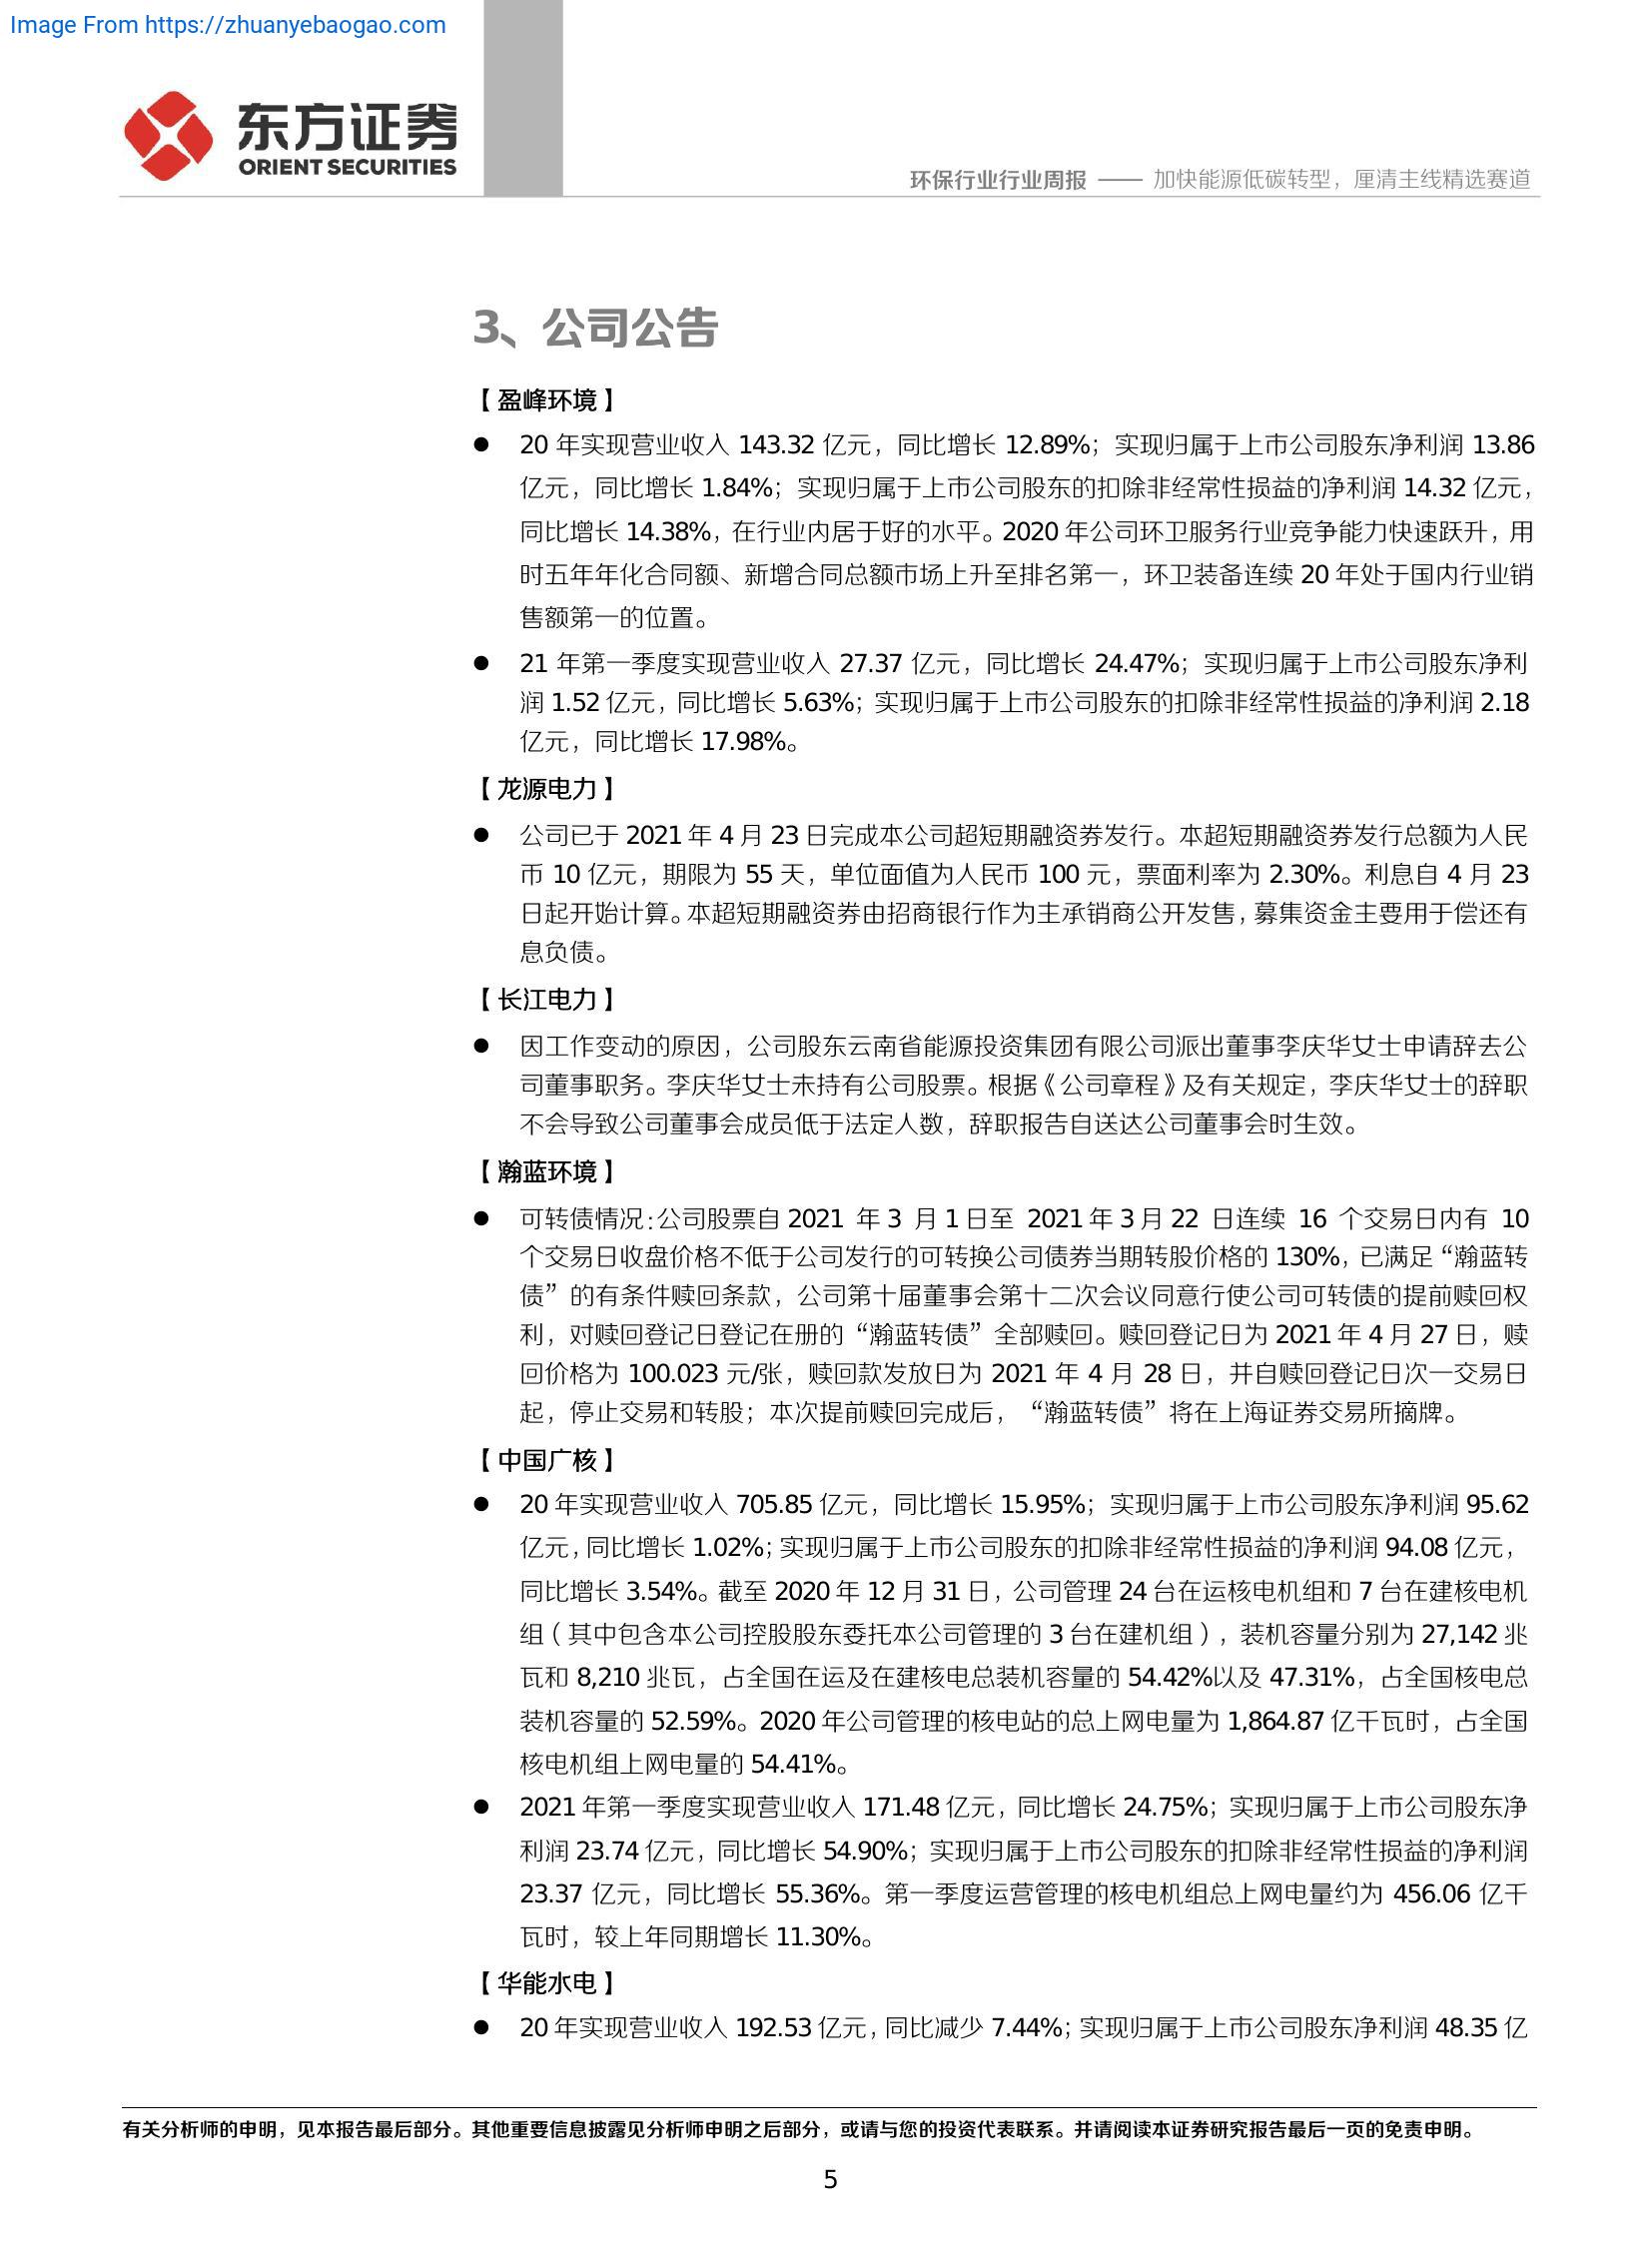 Image From https://zhuanyebaogao.com
东方证券
ORIENT SECURITIES
环保行业行业周报 —— 加快能源低碳转型，厘清主线精选赛道
3、公司公告
【盈峰环境】
● 20 年实现营业收入 143.32 亿元，同比增长 12.89%；实现归属于上市公司股东净利润 13.86
亿元，同比增长 1.84%；实现归属于上市公司股东的扣除非经常性损益的净利润 14.32 亿元，
同比增长 14.38%，在行业内居于好的水平。2020 年公司环卫服务行业竞争能力快速跃升，用
时五年年化合同额、新增合同总额市场上升至排名第一，环卫装备连续 20 年处于国内行业销
售额第一的位置。
● 21 年第一季度实现营业收入 27.37 亿元，同比增长 24.47%；实现归属于上市公司股东净利
润 1.52 亿元，同比增长 5.63%；实现归属于上市公司股东的扣除非经常性损益的净利润 2.18
亿元，同比增长 17.98%。
【龙源电力】
● 公司已于 2021 年 4 月 23 日完成本公司超短期融资券发行。本超短期融资券发行总额为人民
币 10 亿元，期限为 55 天，单位面值为人民币 100 元，票面利率为 2.30%。利息自 4 月 23
日起开始计算。本超短期融资券由招商银行作为主承销商公开发售，募集资金主要用于偿还有
息负债。
【长江电力】
● 因工作变动的原因，公司股东云南省能源投资集团有限公司派出董事李庆华女士申请辞去公
司董事职务。李庆华女士未持有公司股票。根据《公司章程》及有关规定，李庆华女士的辞职
不会导致公司董事会成员低于法定人数，辞职报告自送达公司董事会时生效。
【瀚蓝环境】
● 可转债情况：公司股票自 2021 年 3 月 1 日至 2021 年 3 月 22 日连续 16 个交易日内有 10
个交易日收盘价格不低于公司发行的可转换公司债券当期转股价格的 130%，已满足“瀚蓝转
债”的有条件赎回条款，公司第十届董事会第十二次会议同意行使公司可转债的提前赎回权
利，对赎回登记日登记在册的“瀚蓝转债”全部赎回。赎回登记日为 2021 年 4 月 27 日，赎
回价格为 100.023 元/张，赎回款发放日为 2021 年 4 月 28 日，并自赎回登记日次一交易日
起，停止交易和转股；本次提前赎回完成后，“瀚蓝转债”将在上海证券交易所摘牌。
【中国广核】
● 20 年实现营业收入 705.85 亿元，同比增长 15.95%；实现归属于上市公司股东净利润 95.62
亿元，同比增长 1.02%；实现归属于上市公司股东的扣除非经常性损益的净利润 94.08 亿元，
同比增长 3.54%。截至 2020 年 12 月 31 日，公司管理 24 台在运核电机组和 7 台在建核电机
组（其中包含本公司控股股东委托本公司管理的 3 台在建机组），装机容量分别为 27,142 兆
瓦和 8,210 兆瓦，占全国在运及在建核电总装机容量的 54.42%以及 47.31%，占全国核电总
装机容量的 52.59%。2020 年公司管理的核电站的总上网电量为 1,864.87 亿千瓦时，占全国
核电机组上网电量的 54.41%。
● 2021 年第一季度实现营业收入 171.48 亿元，同比增长 24.75%；实现归属于上市公司股东净
利润 23.74 亿元，同比增长 54.90%；实现归属于上市公司股东的扣除非经常性损益的净利润
23.37 亿元，同比增长 55.36%。第一季度运营管理的核电机组总上网电量约为 456.06 亿千
瓦时，较上年同期增长 11.30%。
【华能水电】
● 20 年实现营业收入 192.53 亿元，同比减少 7.44%；实现归属于上市公司股东净利润 48.35 亿
有关分析师的申明，见本报告最后部分。其他重要信息披露见分析师申明之后部分，或请与您的投资代表联系。并请阅读本证券研究报告最后一页的免责申明。
5